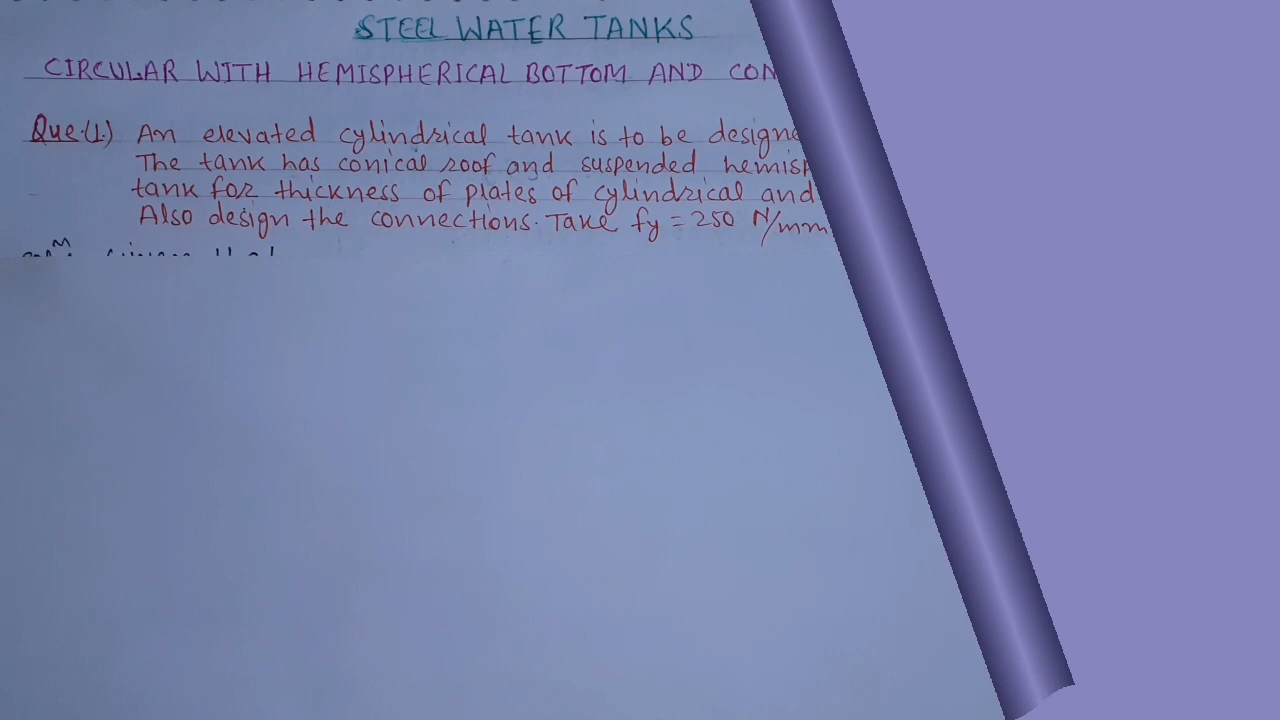 STEEL WATER TANKS
CIRCULAR WITH HEMISPHERICAL BOTTOM AND CON
Que.(1.) An elevated cylindrical tank is to be designe
The tank has conical roof and suspended hemisp
tank for thickness of plates of cylindrical and
Also design the connections. Take fy = 250 N/mm